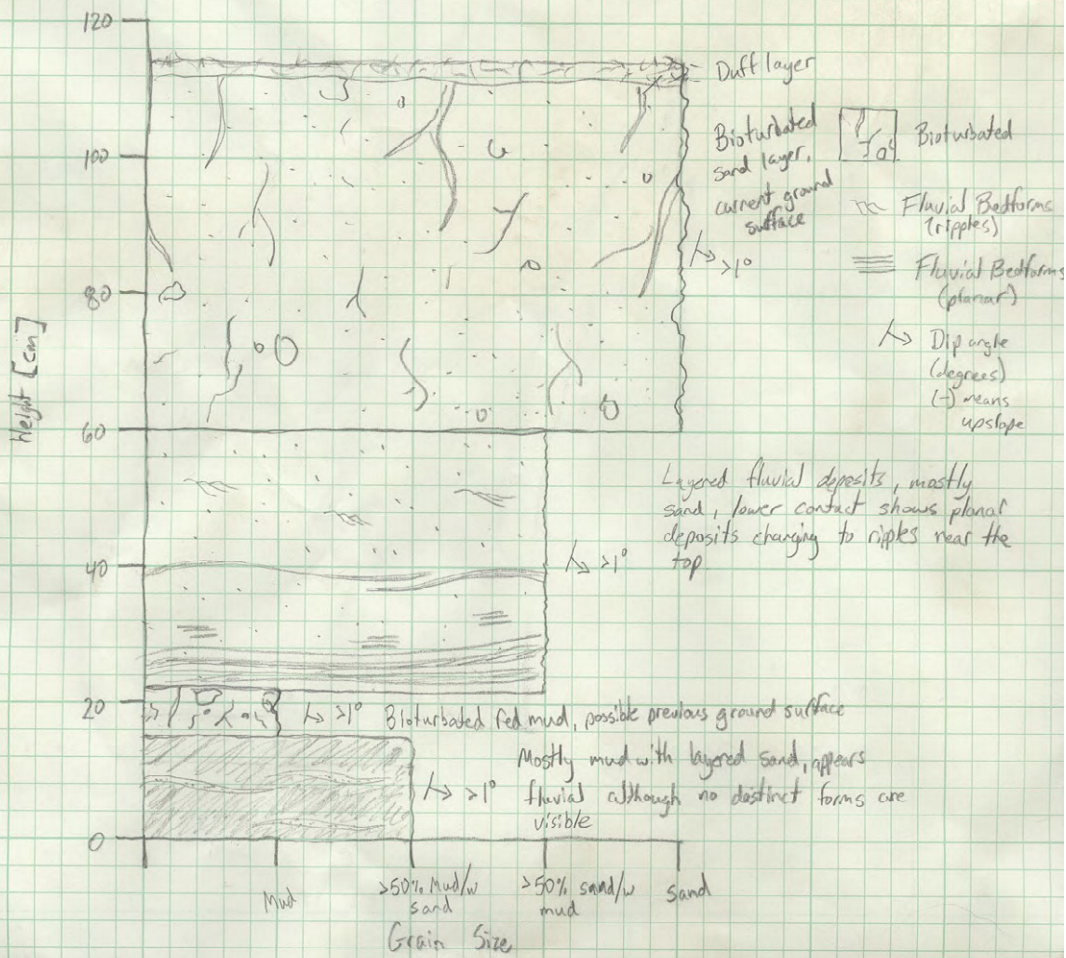 120
Duff layer
Bioturbated
sand layer,
current ground
surface
>1°
Bioturbated
Fluvial Bedforms
(ripples)
Fluvial Bedforms
(planar)
Dip angle
(degrees)
(-) means
upslope
100
80
Height [cm]
60
Layered fluvial deposits, mostly
sand, lower contact shows planar
deposits changing to ripples near the
top
>1°
40
20
>1° Bioturbated red mud, possible previous ground surface
Mostly mud with layered sand, appears
fluvial although no distinct forms are
visible
>1°
0
Mud
>50% Mud/w
sand
>50% sand/w
mud
Sand
Grain Size